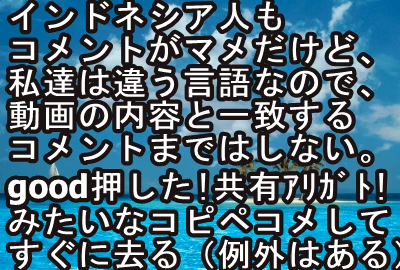 インドネシア人も
コメントがマメだけど、
私達は違う言語なので、
動画の内容と一致する
コメントまではしない。
good押した!共有ｱﾘｶﾞﾄ!
みたいなコピペコメして
すぐに去る（例外はある）